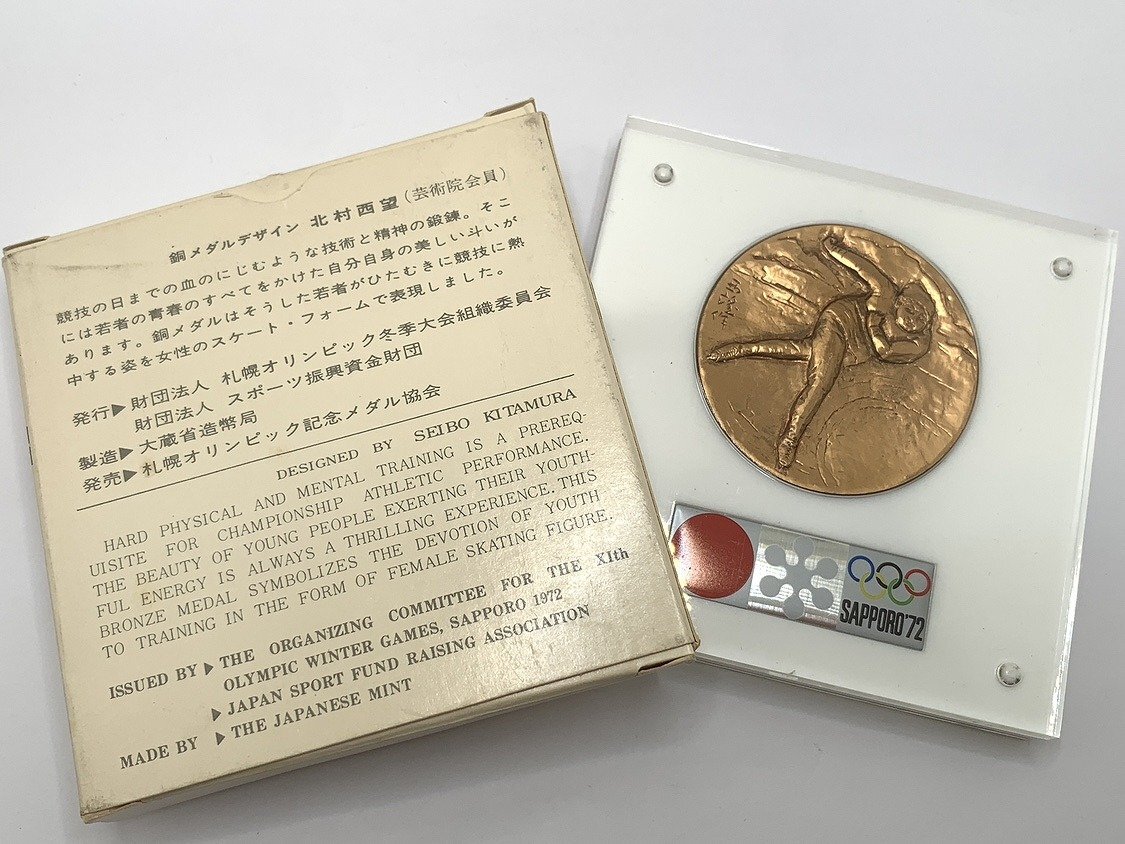 銅メダルデザイン 北村西望(芸術院会員)
競技の日までの血のにじむような技術と精神の鍛錬。そこ
には若者の青春のすべてをかけた自分自身の美しい斗いが
あります。銅メダルはそうした若者がひたむきに競技に熱
中する姿を女性のスケート・フォームで表現しました。
発行▶財団法人 札幌オリンピック冬季大会組織委員会
財団法人 スポーツ振興資金財団
製造▶大蔵省造幣局
発売▶札幌オリンピック記念メダル協会
DESIGNED BY SEIBO KITAMURA
HARD PHYSICAL AND MENTAL TRAINING IS A PREREQ-
UISITE FOR CHAMPIONSHIP ATHLETIC PERFORMANCE.
THE BEAUTY OF YOUNG PEOPLE EXERTING THEIR YOUTH-
FUL ENERGY IS ALWAYS A THRILLING EXPERIENCE. THIS
BRONZE MEDAL SYMBOLIZES THE DEVOTION OF YOUTH
TO TRAINING IN THE FORM OF FEMALE SKATING FIGURE.
ISSUED BY ▶ THE ORGANIZING COMMITTEE FOR THE XIth
OLYMPIC WINTER GAMES, SAPPORO 1972
▶ JAPAN SPORT FUND RAISING ASSOCIATION
MADE BY ▶ THE JAPANESE MINT
SAPPORO'72